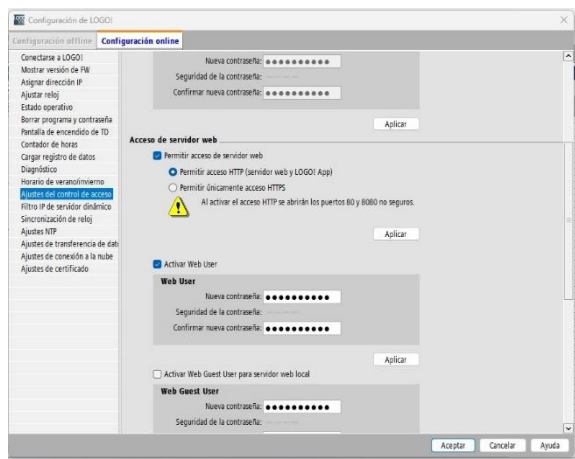 Configuración de LOGO!
Configuración offline Configuración online
Conectarse a LOGO!
Mostrar versión de FW
Asignar dirección IP
Ajustar reloj
Estado operativo
Borrar programa y contraseña
Pantalla de encendido de TD
Contador de horas
Cargar registro de datos
Diagnóstico
Horario de verano/invierno
Ajustes del control de acceso
Filtro IP de servidor dinámico
Sincronización de reloj
Ajustes NTP
Ajustes de transferencia de dat
Ajustes de conexión a la nube
Ajustes de certificado
Nueva contraseña:
Seguridad de la contraseña:
Confirmar nueva contraseña:
Aplicar
Acceso de servidor web
Permitir acceso de servidor web
Permitir acceso HTTP (servidor web y LOGO! App)
Permitir únicamente acceso HTTPS
Al activar el acceso HTTP se abrirán los puertos 80 y 8080 no seguros.
Aplicar
Activar Web User
Web User
Nueva contraseña:
Seguridad de la contraseña:
Confirmar nueva contraseña:
Aplicar
Activar Web Guest User para servidor web local
Web Guest User
Nueva contraseña:
Seguridad de la contraseña:
Aceptar Cancelar Ayuda